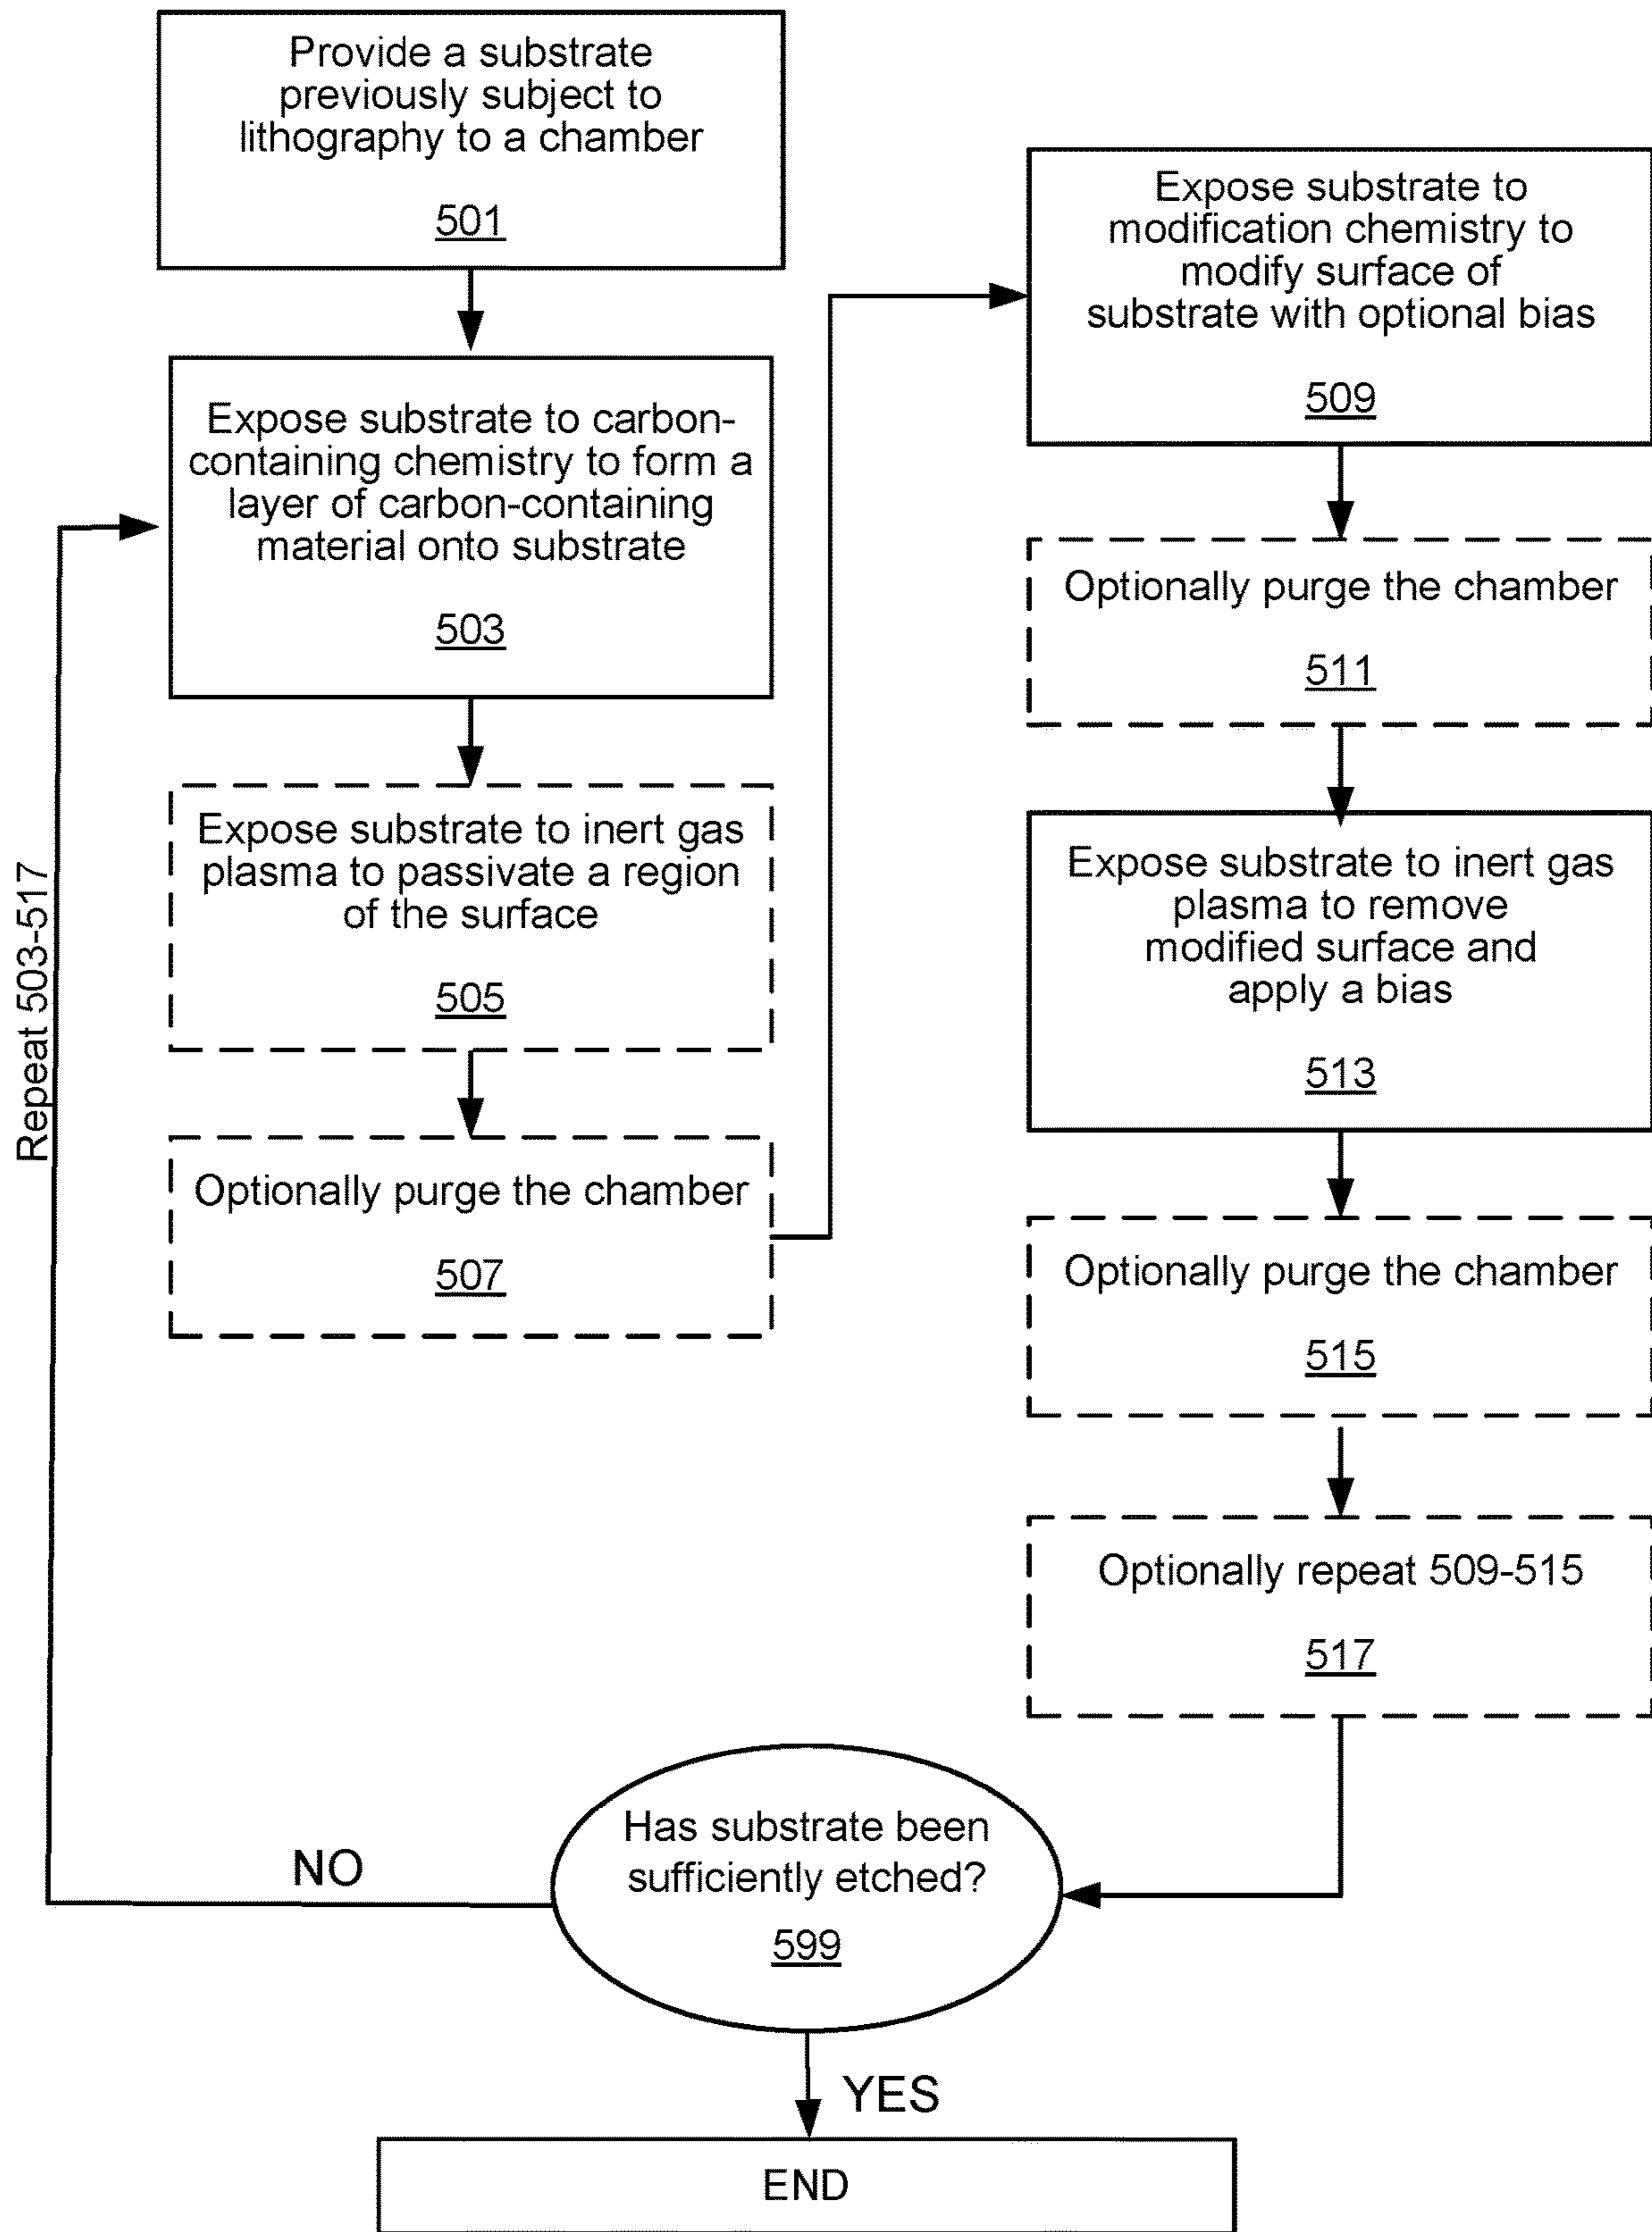 Provide a substrate
previously subject to
lithography to a chamber
501
Expose substrate to carbon-
containing chemistry to form a
layer of carbon-containing
material onto substrate
503
Expose substrate to inert gas
plasma to passivate a region
of the surface
505
Optionally purge the chamber
507
Expose substrate to
modification chemistry to
modify surface of
substrate with optional bias
509
Optionally purge the chamber
511
Expose substrate to inert gas
plasma to remove
modified surface and
apply a bias
513
Optionally purge the chamber
515
Optionally repeat 509-515
517
Has substrate been
sufficiently etched?
599
NO
Repeat 503-517
YES
END